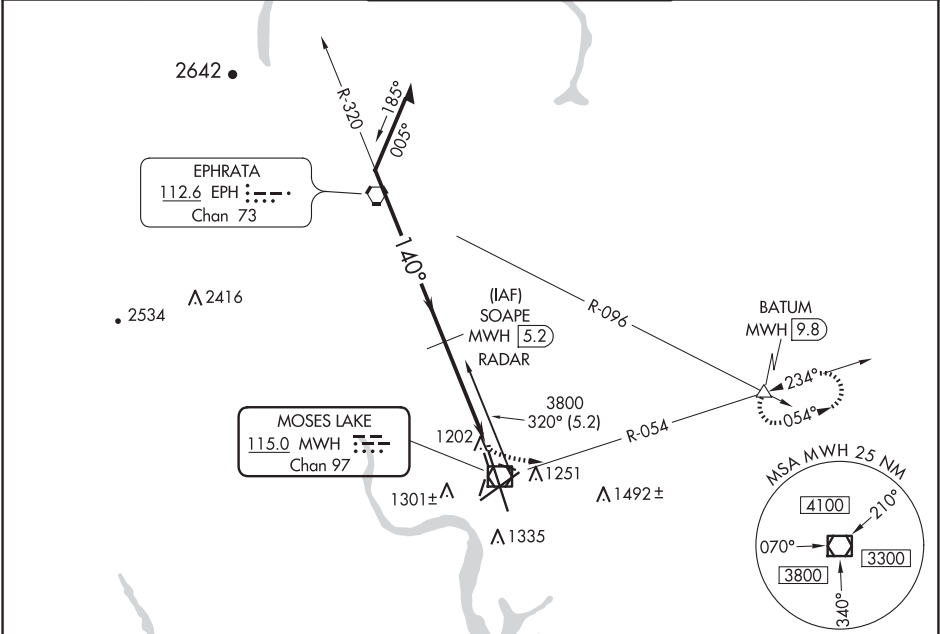 2642
R-320
185°
005°
EPHRATA
112.6 EPH
Chan 73
140°
2416
2534
(IAF)
SOAPE
MWH 5.2
RADAR
R-096
BATUM
MWH 9.8
234°
054°
3800
320° (5.2)
R-054
MOSES LAKE
115.0 MWH
Chan 97
1202
1251
1301±
1492±
1335
MSA MWH 25 NM
4100
210°
070°
3300
3800
340°